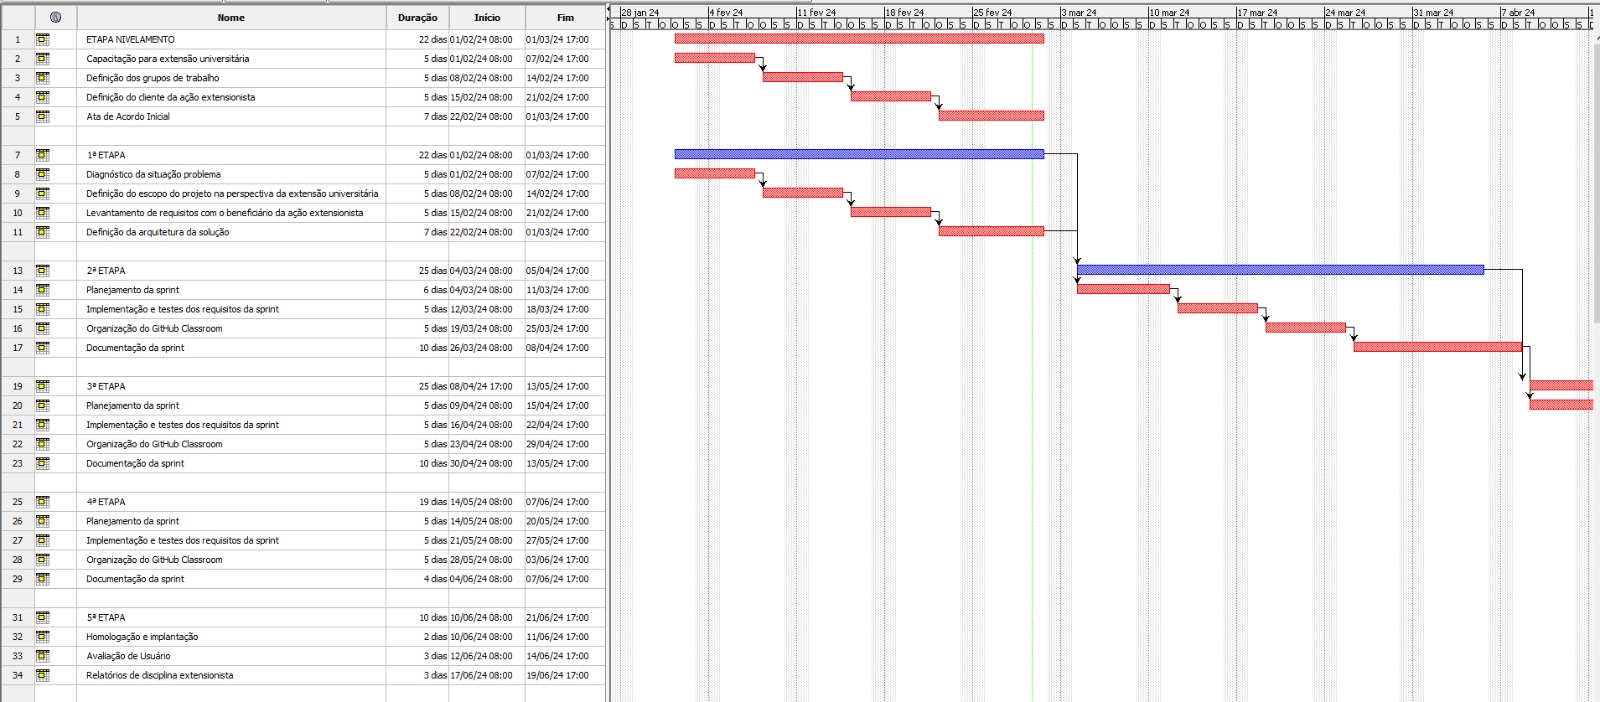 Nome Duração Início Fim
28 jan 24 4 fev 24 11 fev 24 18 fev 24 25 fev 24 3 mar 24 10 mar 24 17 mar 24 24 mar 24 31 mar 24 7 abr 24 1
S D S T Q Q S S D S T Q Q S S D S T Q Q S S D S T Q Q S S D S T Q Q S S D S T Q Q S S D S T Q Q S S D S T Q Q S S D S T Q Q S S D S T Q Q S S D S T Q Q S S D
1 ETAPA NIVELAMENTO 22 dias 01/02/24 08:00 01/03/24 17:00
2 Capacitação para extensão universitária 5 dias 01/02/24 08:00 07/02/24 17:00
3 Definição dos grupos de trabalho 5 dias 08/02/24 08:00 14/02/24 17:00
4 Definição do cliente da ação extensionista 5 dias 15/02/24 08:00 21/02/24 17:00
5 Ata de Acordo Inicial 7 dias 22/02/24 08:00 01/03/24 17:00
7 1ª ETAPA 22 dias 01/02/24 08:00 01/03/24 17:00
8 Diagnóstico da situação problema 5 dias 01/02/24 08:00 07/02/24 17:00
9 Definição do escopo do projeto na perspectiva da extensão universitária 5 dias 08/02/24 08:00 14/02/24 17:00
10 Levantamento de requisitos com o beneficiário da ação extensionista 5 dias 15/02/24 08:00 21/02/24 17:00
11 Definição da arquitetura da solução 7 dias 22/02/24 08:00 01/03/24 17:00
13 2ª ETAPA 25 dias 04/03/24 08:00 05/04/24 17:00
14 Planejamento da sprint 6 dias 04/03/24 08:00 11/03/24 17:00
15 Implementação e testes dos requisitos da sprint 5 dias 12/03/24 08:00 18/03/24 17:00
16 Organização do GitHub Classroom 5 dias 19/03/24 08:00 25/03/24 17:00
17 Documentação da sprint 10 dias 26/03/24 08:00 08/04/24 17:00
19 3ª ETAPA 25 dias 08/04/24 17:00 13/05/24 17:00
20 Planejamento da sprint 5 dias 09/04/24 08:00 15/04/24 17:00
21 Implementação e testes dos requisitos da sprint 5 dias 16/04/24 08:00 22/04/24 17:00
22 Organização do GitHub Classroom 5 dias 23/04/24 08:00 29/04/24 17:00
23 Documentação da sprint 10 dias 30/04/24 08:00 13/05/24 17:00
25 4ª ETAPA 19 dias 14/05/24 08:00 07/06/24 17:00
26 Planejamento da sprint 5 dias 14/05/24 08:00 20/05/24 17:00
27 Implementação e testes dos requisitos da sprint 5 dias 21/05/24 08:00 27/05/24 17:00
28 Organização do GitHub Classroom 5 dias 28/05/24 08:00 03/06/24 17:00
29 Documentação da sprint 4 dias 04/06/24 08:00 07/06/24 17:00
31 5ª ETAPA 10 dias 10/06/24 08:00 21/06/24 17:00
32 Homologação e implantação 2 dias 10/06/24 08:00 11/06/24 17:00
33 Avaliação de Usuário 3 dias 12/06/24 08:00 14/06/24 17:00
34 Relatórios de disciplina extensionista 3 dias 17/06/24 08:00 19/06/24 17:00